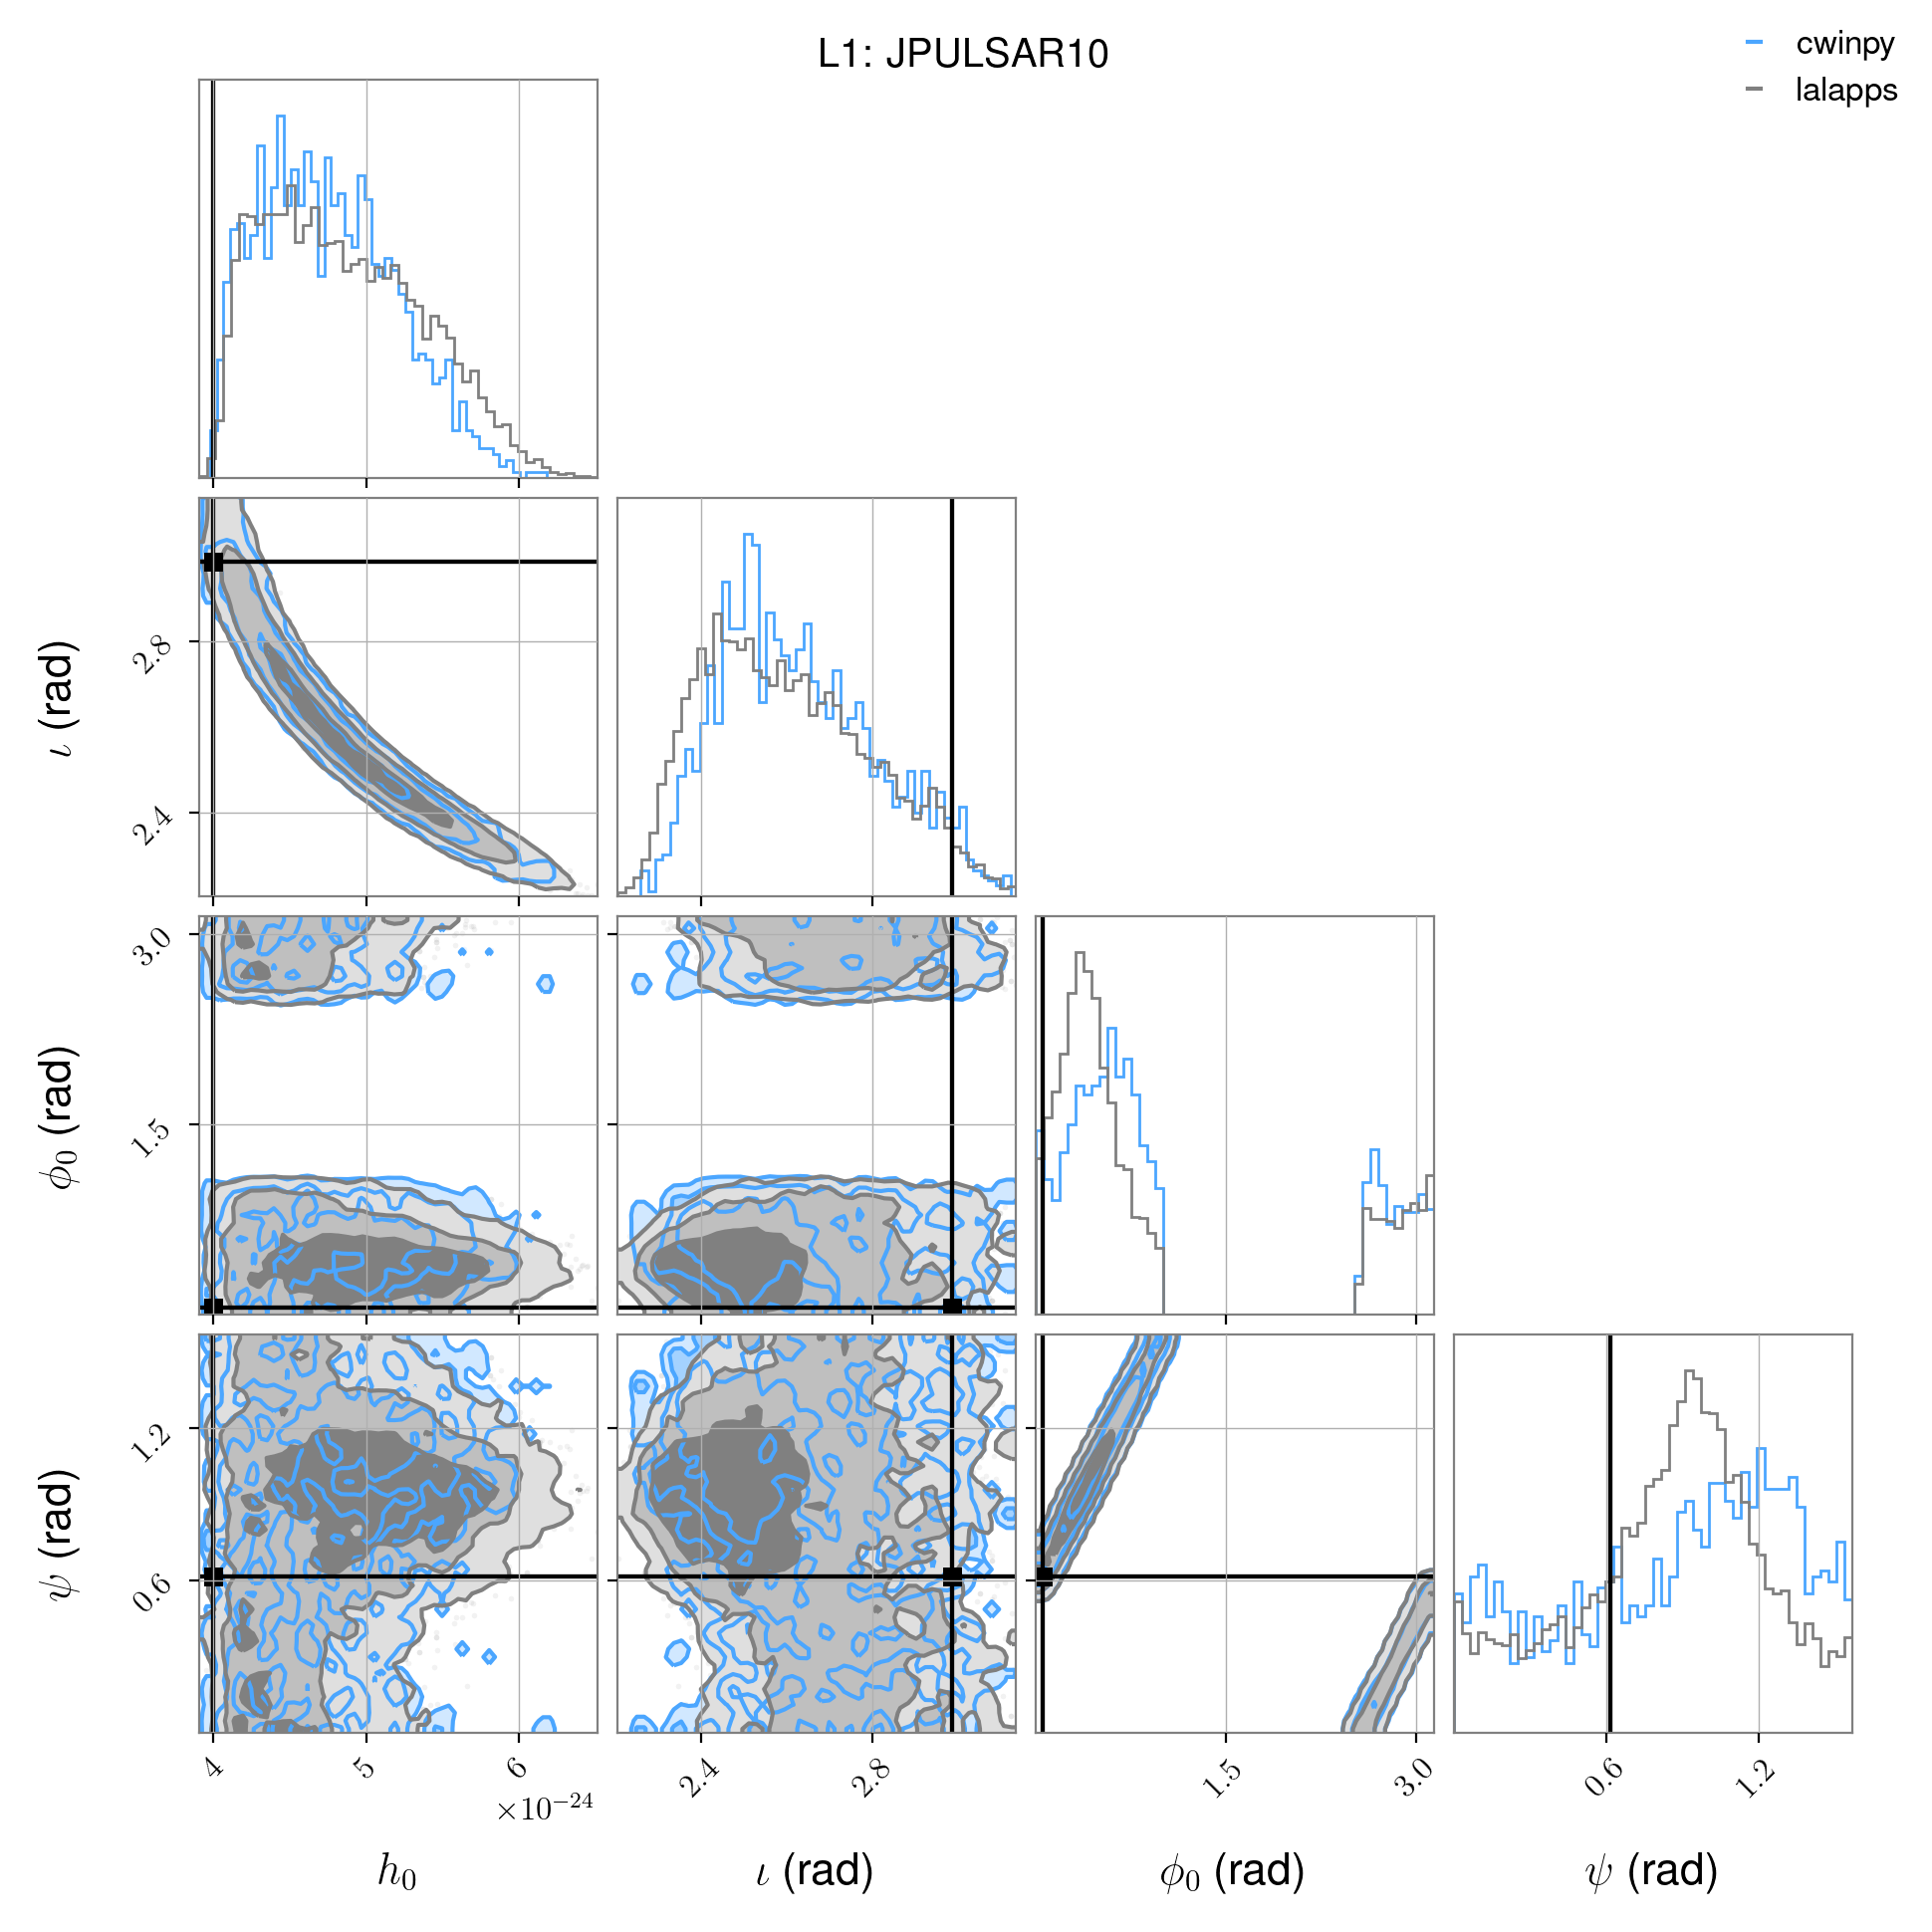 L1: JPULSAR10
cwinpy
lalapps
ι (rad)
2.8
2.4
ϕ₀ (rad)
3.0
1.5
ψ (rad)
1.2
0.6
4 5 6
×10⁻²⁴
2.4 2.8
1.5 3.0
0.6 1.2
h₀
ι (rad)
ϕ₀ (rad)
ψ (rad)